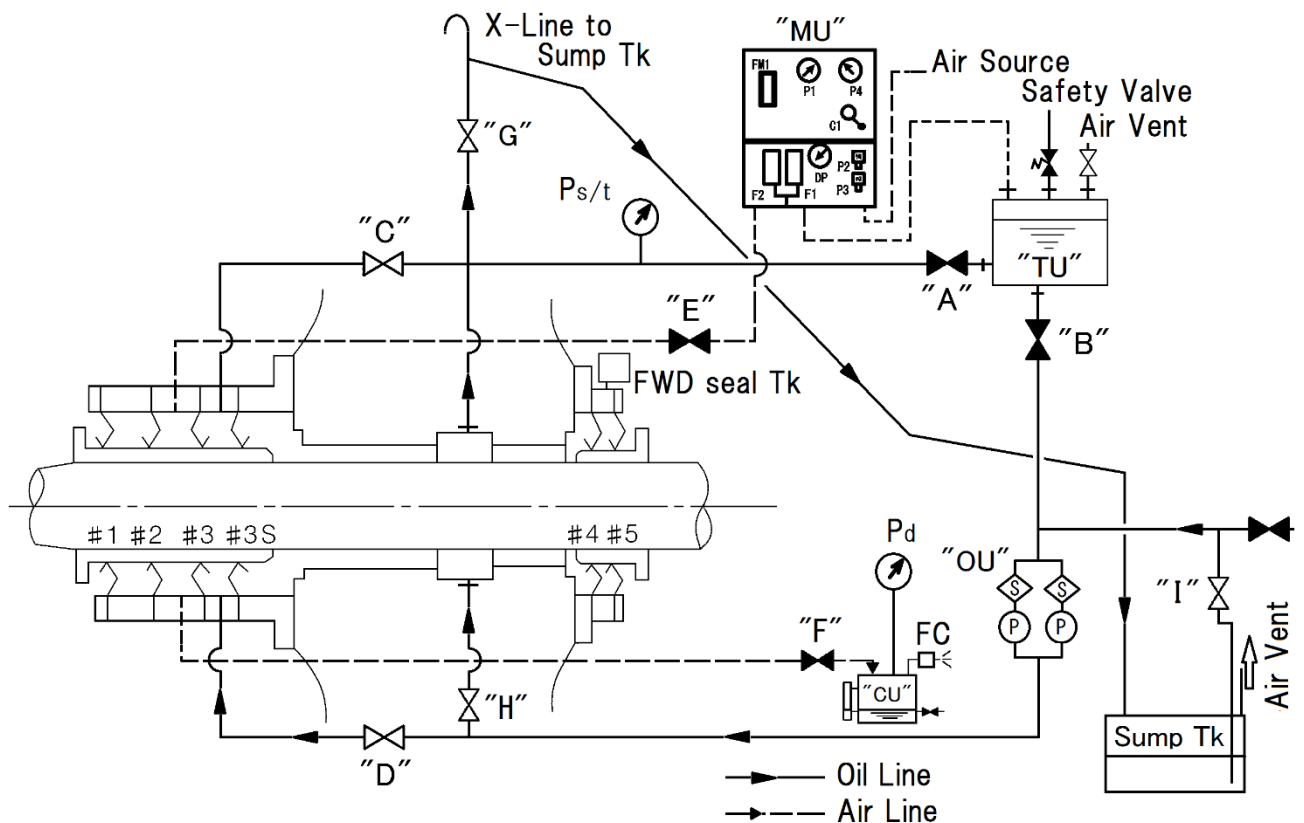 X-Line to
Sump Tk
"MU"
FM1
P1
P4
C1
F2
F1
DP
P2
P3
Air Source
Safety Valve
Air Vent
"G"
Ps/t
"C"
"TU"
"A"
"E"
"B"
FWD seal Tk
#1 #2 #3 #3S
#4 #5
Pd
"OU"
S S
P P
"I"
Air Vent
"F"
FC
"CU"
"H"
"D"
Sump Tk
Oil Line
Air Line